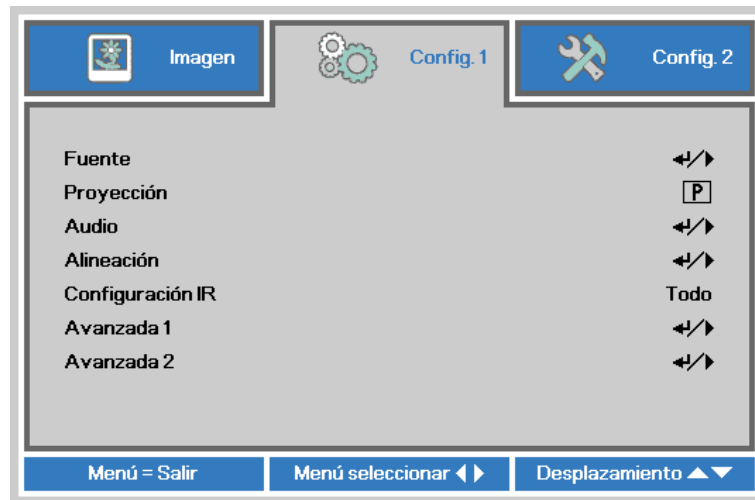 Imagen Config. 1 Config. 2
Fuente
Proyección P
Audio
Alineación
Configuración IR Todo
Avanzada 1
Avanzada 2
Menú = Salir Menú seleccionar Desplazamiento